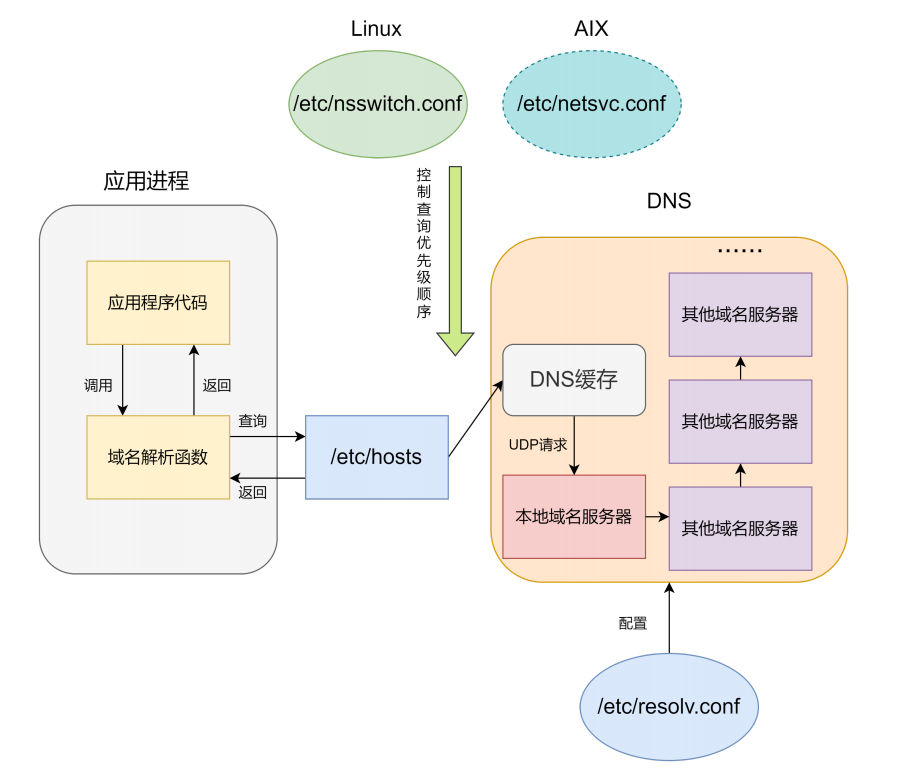 Linux
AIX
/etc/nsswitch.conf
/etc/netsvc.conf
控制查询优先级顺序
应用进程
DNS
......
应用程序代码
调用
返回
域名解析函数
查询
返回
/etc/hosts
DNS缓存
UDP请求
本地域名服务器
其他域名服务器
其他域名服务器
其他域名服务器
配置
/etc/resolv.conf